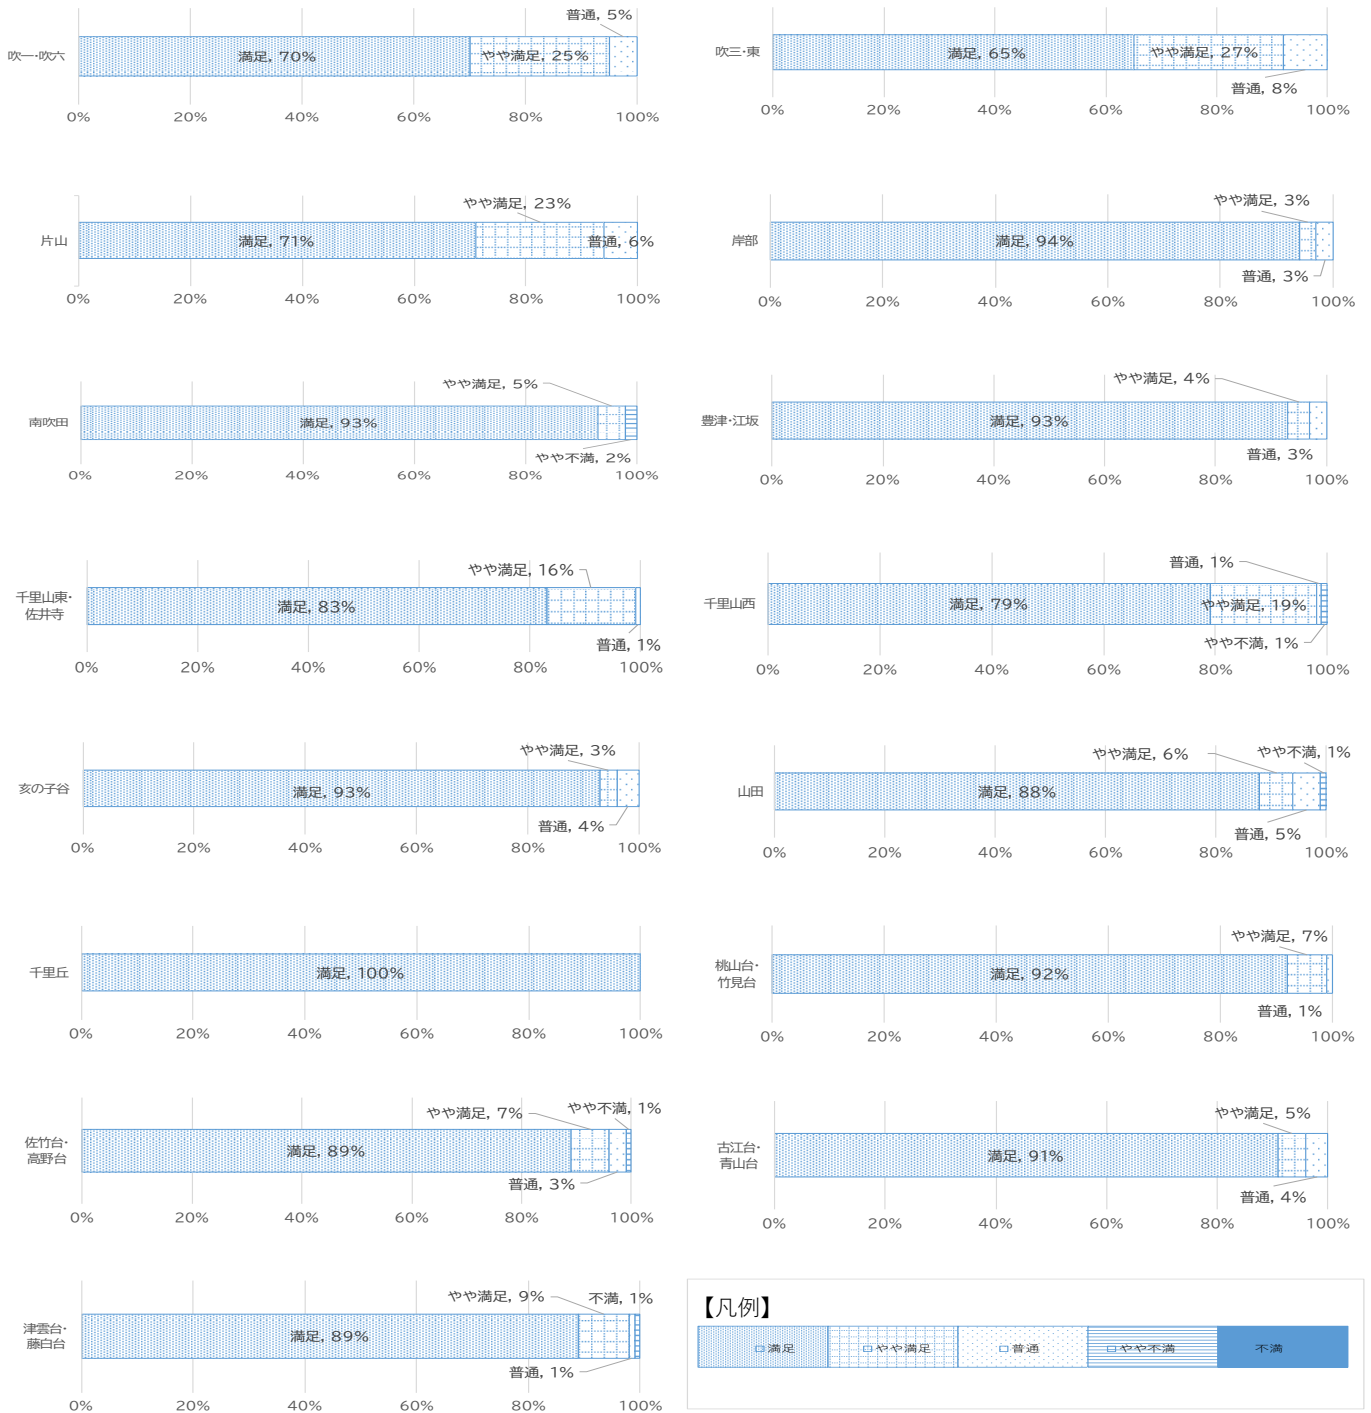 普通, 5%
吹一・吹六
満足, 70%
やや満足, 25%
0%
20%
40%
60%
80%
100%
吹三・東
満足, 65%
やや満足, 27%
普通, 8%
0%
20%
40%
60%
80%
100%
やや満足, 23%
片山
満足, 71%
普通, 6%
0%
20%
40%
60%
80%
100%
やや満足, 3%
岸部
満足, 94%
普通, 3%
0%
20%
40%
60%
80%
100%
やや満足, 5%
南吹田
満足, 93%
やや不満, 2%
0%
20%
40%
60%
80%
100%
やや満足, 4%
豊津・江坂
満足, 93%
普通, 3%
0%
20%
40%
60%
80%
100%
やや満足, 16%
千里山東・
佐井寺
満足, 83%
普通, 1%
0%
20%
40%
60%
80%
100%
普通, 1%
千里山西
満足, 79%
やや満足, 19%
やや不満, 1%
0%
20%
40%
60%
80%
100%
やや満足, 3%
亥の子谷
満足, 93%
普通, 4%
0%
20%
40%
60%
80%
100%
やや満足, 6%
やや不満, 1%
山田
満足, 88%
普通, 5%
0%
20%
40%
60%
80%
100%
千里丘
満足, 100%
0%
20%
40%
60%
80%
100%
やや満足, 7%
桃山台・
竹見台
満足, 92%
普通, 1%
0%
20%
40%
60%
80%
100%
やや満足, 7%
やや不満, 1%
佐竹台・
高野台
満足, 89%
普通, 3%
0%
20%
40%
60%
80%
100%
やや満足, 5%
古江台・
青山台
満足, 91%
普通, 4%
0%
20%
40%
60%
80%
100%
やや満足, 9%
不満, 1%
津雲台・
藤白台
満足, 89%
普通, 1%
0%
20%
40%
60%
80%
100%
【凡例】
満足
やや満足
普通
やや不満
不満